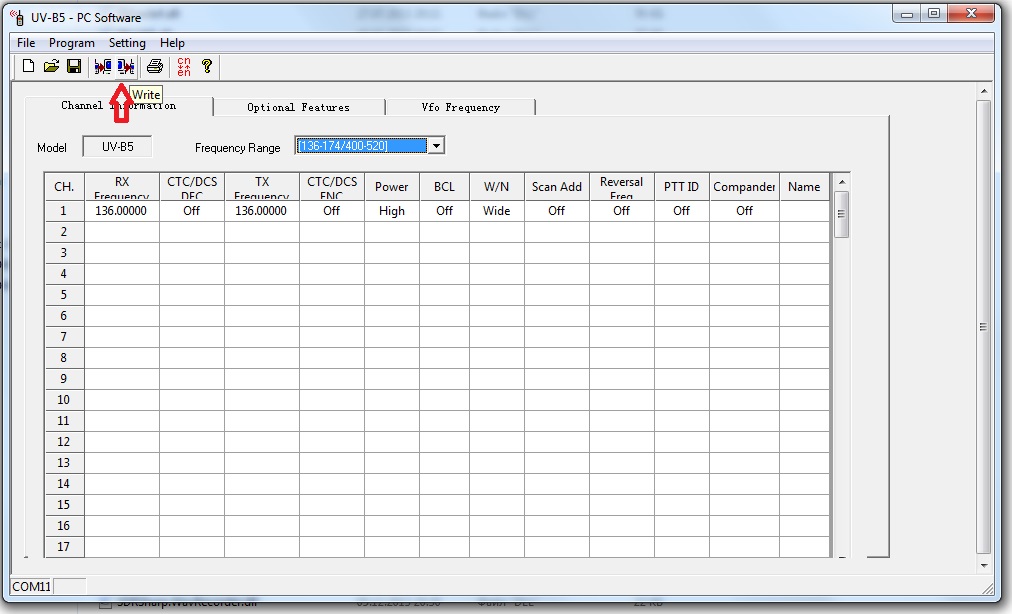 UV-B5 - PC Software
File Program Setting Help
cn
en
Write
Channel Information Optional Features Vfo Frequency
Model UV-B5 Frequency Range [136-174/400-520]
CH. RX Frequency CTC/DCS DEC TX Frequency CTC/DCS ENC Power BCL W/N Scan Add Reversal Freq PTT ID Compander Name
1 136.00000 Off 136.00000 Off High Off Wide Off Off Off Off
2
3
4
5
6
7
8
9
10
11
12
13
14
15
16
17
COM11
SDRSharp.WavRecorder.dll